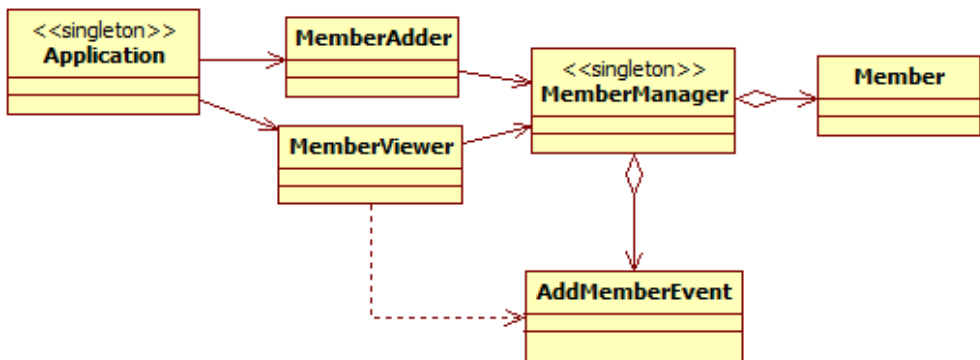 <<singleton>>
Application
MemberAdder
MemberViewer
<<singleton>>
MemberManager
Member
AddMemberEvent